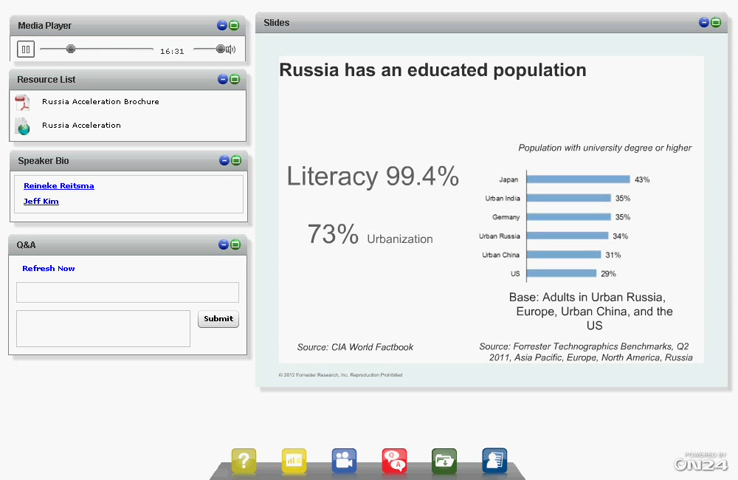 Media Player
16:31
Resource List
Russia Acceleration Brochure
Russia Acceleration
Speaker Bio
Reineke Reitsma
Jeff Kim
Q&A
Refresh Now
Submit
Slides
Russia has an educated population
Literacy 99.4%
73% Urbanization
Source: CIA World Factbook
Population with university degree or higher
Japan 43%
Urban India 35%
Germany 35%
Urban Russia 34%
Urban China 31%
US 29%
Base: Adults in Urban Russia,
Europe, Urban China, and the
US
Source: Forrester Technographics Benchmarks, Q2
2011, Asia Pacific, Europe, North America, Russia
© 2012 Forrester Research, Inc. Reproduction Prohibited
?
Q
A
POWERED BY
ON24